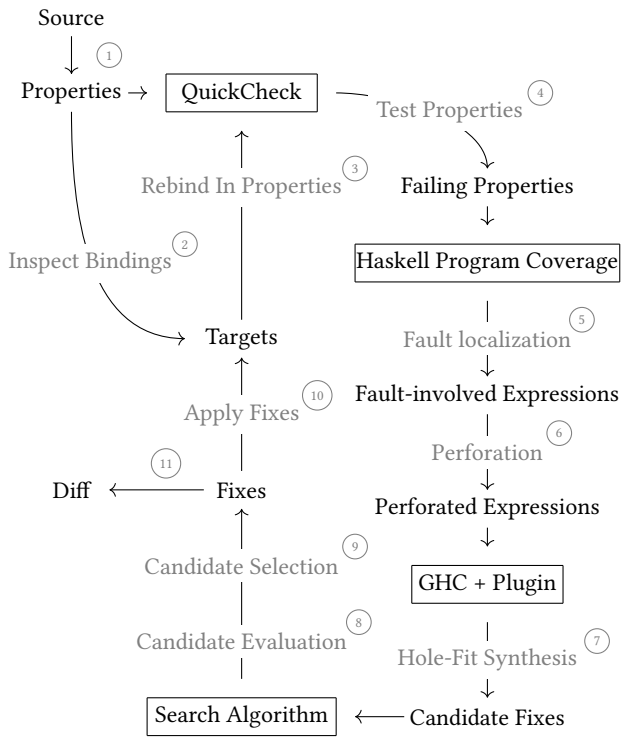 Source
1
Properties
QuickCheck
4
Test Properties
3
Rebind In Properties
Failing Properties
2
Inspect Bindings
Haskell Program Coverage
5
Targets
Fault localization
10
Apply Fixes
Fault-involved Expressions
6
Perforation
11
Diff
Fixes
Perforated Expressions
9
Candidate Selection
GHC + Plugin
8
Candidate Evaluation
7
Hole-Fit Synthesis
Search Algorithm
Candidate Fixes